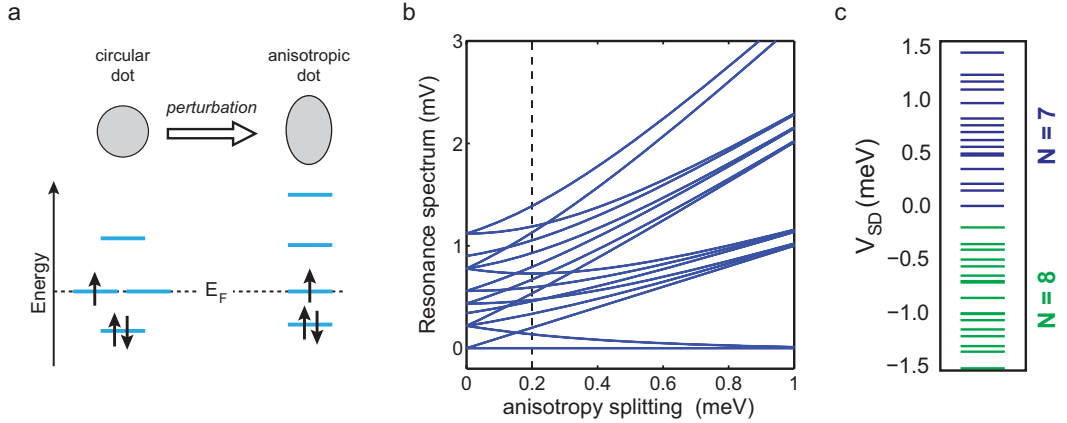 a
circular
dot
anisotropic
dot
perturbation
Energy
E_F
b
Resonance spectrum (mV)
3
2
1
0
0
0.2
0.4
0.6
0.8
1
anisotropy splitting (meV)
c
V_SD (meV)
1.5
1.0
0.5
0.0
−0.5
−1.0
−1.5
N = 7
N = 8